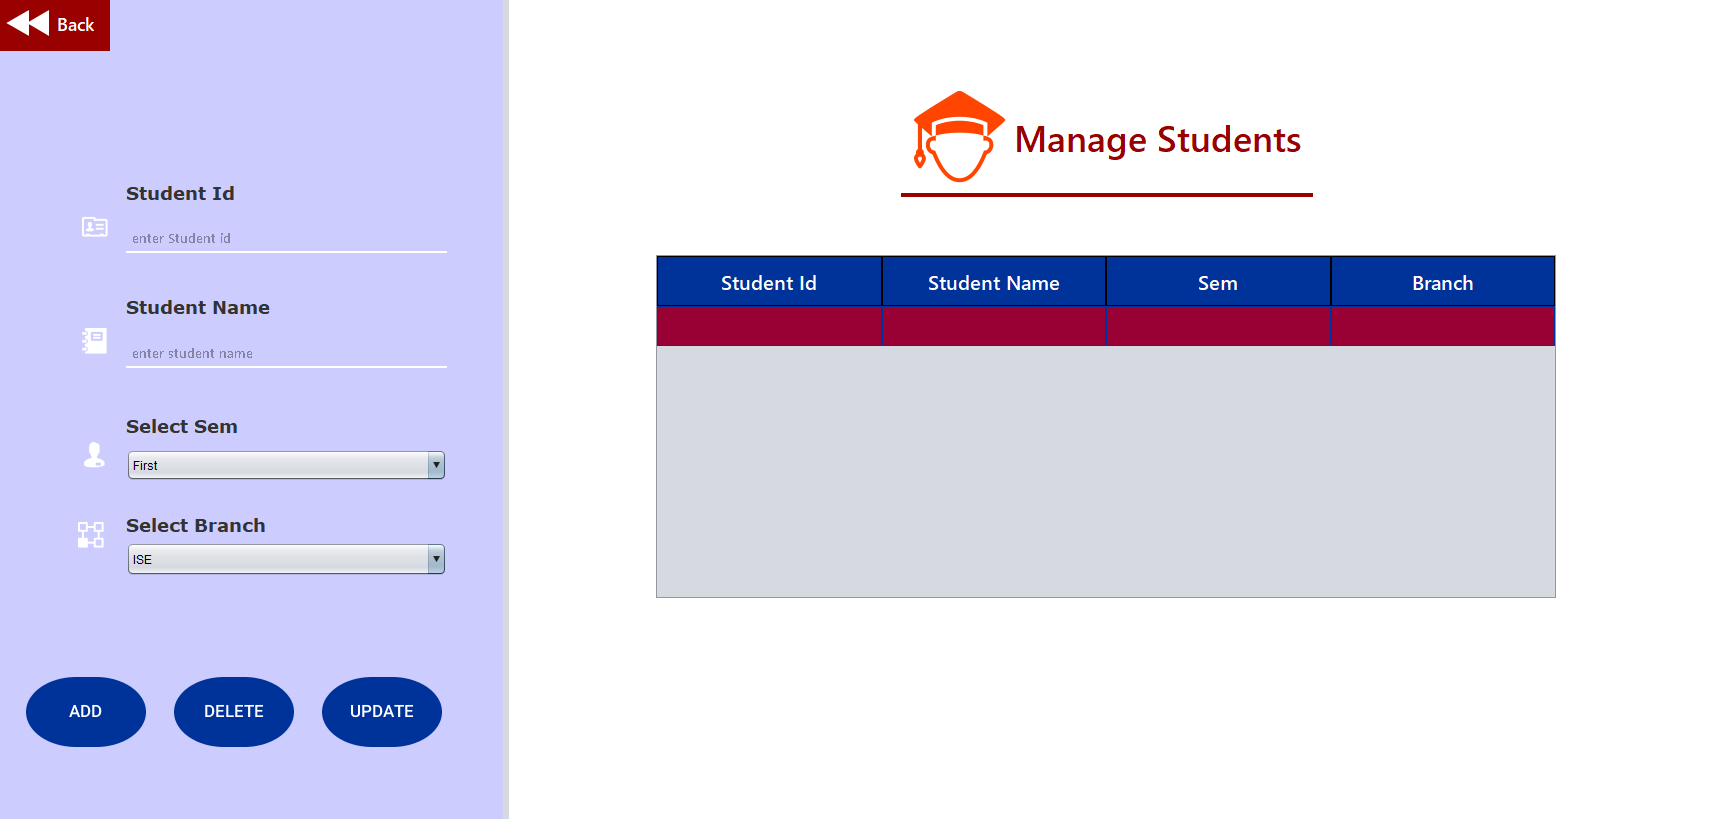 Back
Student Id
enter Student id
Student Name
enter student name
Select Sem
First
Select Branch
ISE
ADD DELETE UPDATE
Manage Students
Student Id Student Name Sem Branch